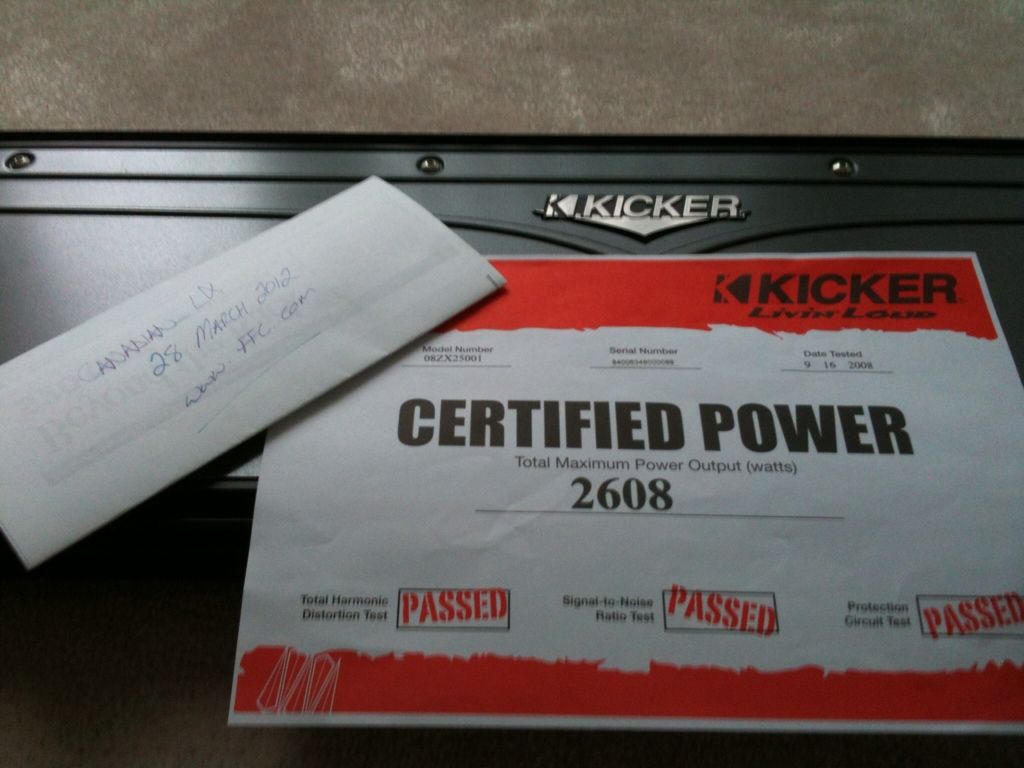 KICKER
CANADIAN-LX
28 MARCH 2012
www.ffc.com
KICKER
Livin' Loud
Model Number
08ZX25001
Serial Number
Date Tested
9 16 2008
CERTIFIED POWER
Total Maximum Power Output (watts)
2608
Total Harmonic
Distortion Test
PASSED
Signal-to-Noise
Ratio Test
PASSED
Protection
Circuit Test
PASSED